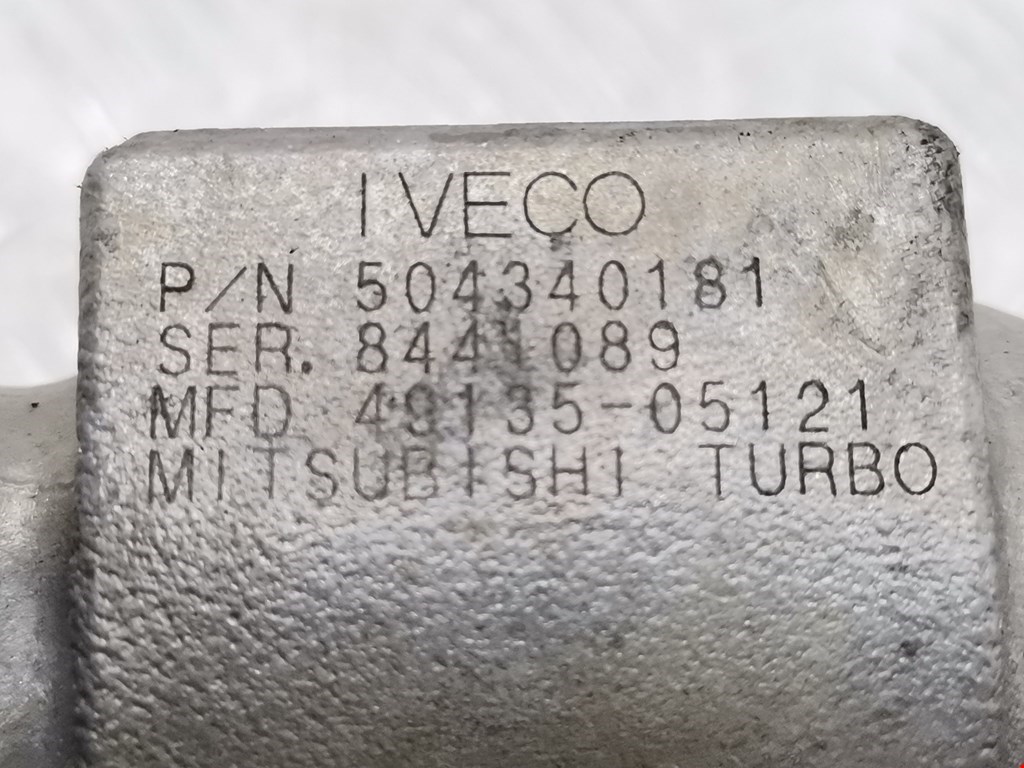 IVECO
P/N 504340181
SER. 8441089
MFD 49135-05121
MITSUBISHI TURBO